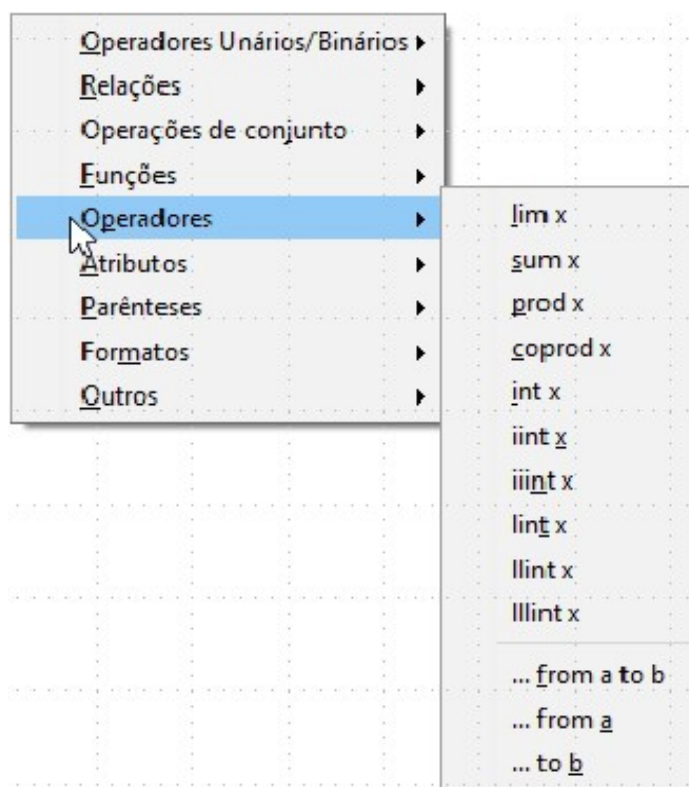 Operadores Unários/Binários
Relações
Operações de conjunto
Funções
Operadores
Atributos
Parênteses
Formatos
Outros
lim x
sum x
prod x
coprod x
int x
iint x
iiint x
lint x
llint x
lllint x
... from a to b
... from a
... to b